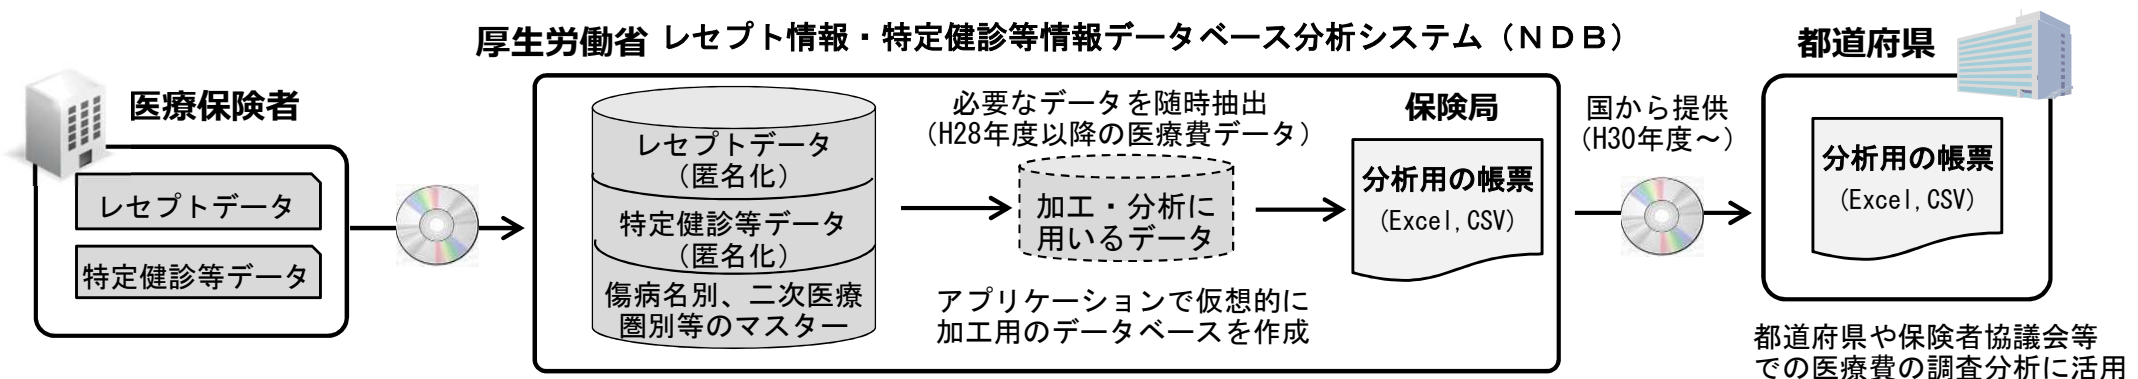 厚生労働省 レセプト情報・特定健診等情報データベース分析システム（ＮＤＢ）
医療保険者
レセプトデータ
特定健診等データ
レセプトデータ
（匿名化）
特定健診等データ
（匿名化）
傷病名別、二次医療
圏別等のマスター
必要なデータを随時抽出
（H28年度以降の医療費データ）
加工・分析に
用いるデータ
アプリケーションで仮想的に
加工用のデータベースを作成
保険局
分析用の帳票
(Excel,CSV)
国から提供
（H30年度～）
都道府県
分析用の帳票
(Excel,CSV)
都道府県や保険者協議会等
での医療費の調査分析に活用